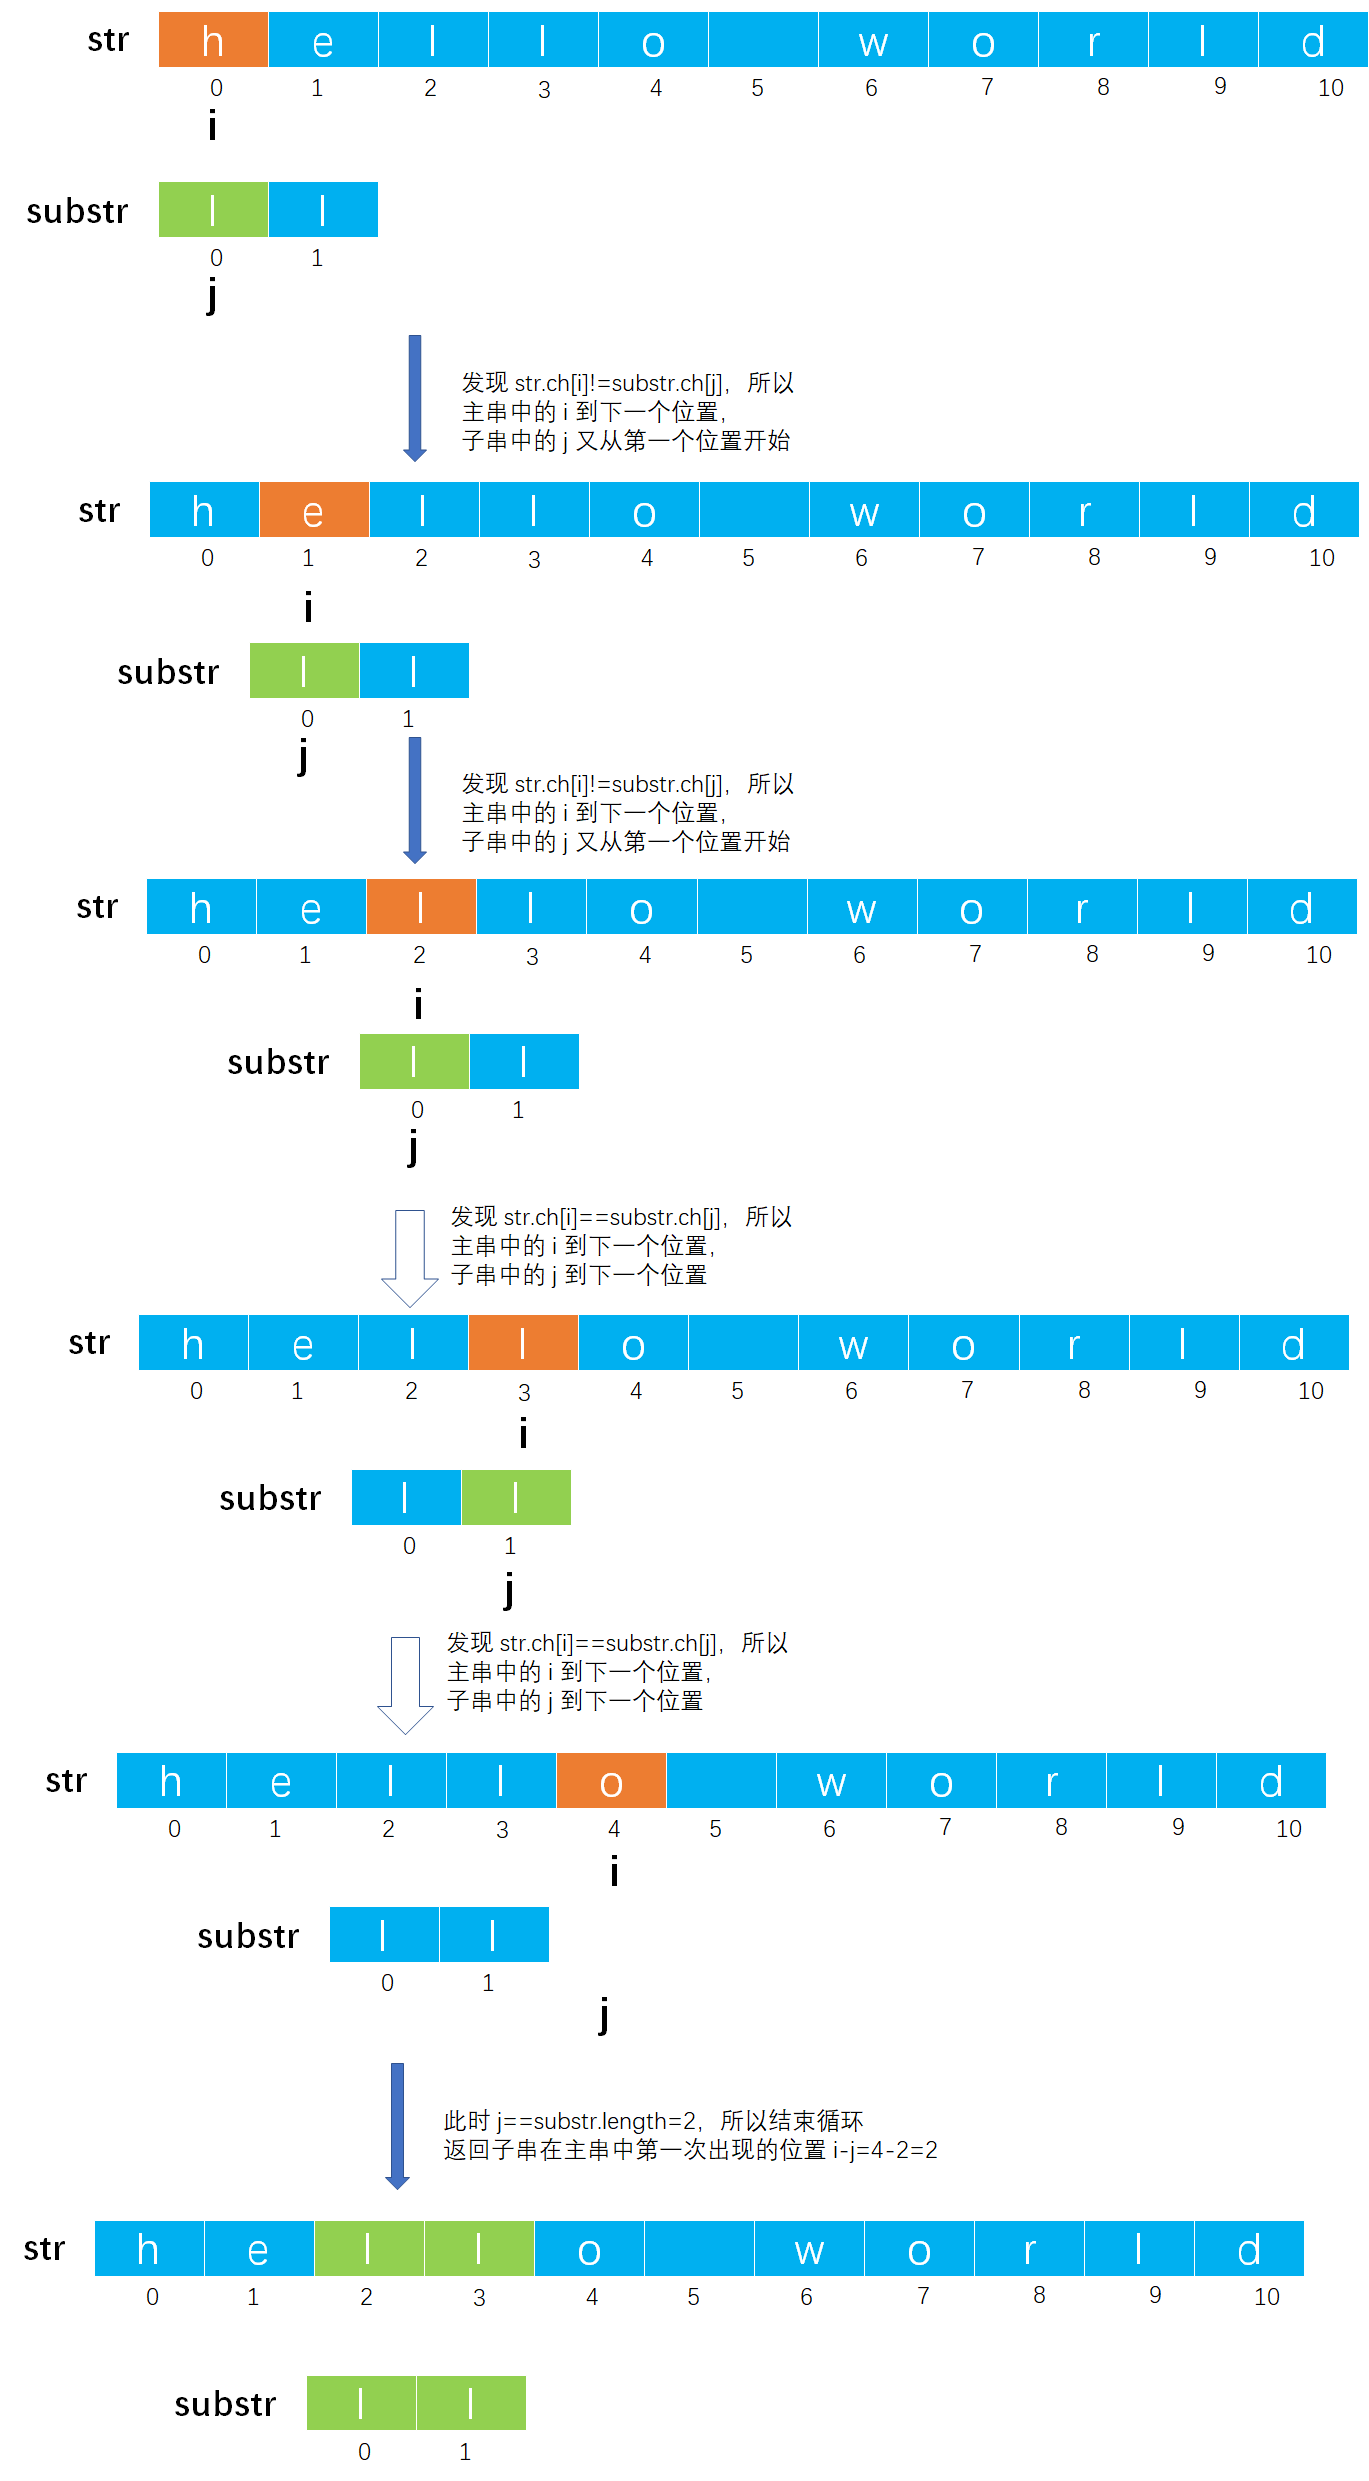 str h e l l o w o r l d
0 1 2 3 4 5 6 7 8 9 10
i
substr l l
0 1
j
发现 str.ch[i]!=substr.ch[j]，所以
主串中的 i 到下一个位置，
子串中的 j 又从第一个位置开始
str h e l l o w o r l d
0 1 2 3 4 5 6 7 8 9 10
i
substr l l
0 1
j
发现 str.ch[i]!=substr.ch[j]，所以
主串中的 i 到下一个位置，
子串中的 j 又从第一个位置开始
str h e l l o w o r l d
0 1 2 3 4 5 6 7 8 9 10
i
substr l l
0 1
j
发现 str.ch[i]==substr.ch[j]，所以
主串中的 i 到下一个位置，
子串中的 j 到下一个位置
str h e l l o w o r l d
0 1 2 3 4 5 6 7 8 9 10
i
substr l l
0 1
j
发现 str.ch[i]==substr.ch[j]，所以
主串中的 i 到下一个位置，
子串中的 j 到下一个位置
str h e l l o w o r l d
0 1 2 3 4 5 6 7 8 9 10
i
substr l l
0 1
j
此时 j==substr.length=2，所以结束循环
返回子串在主串中第一次出现的位置 i-j=4-2=2
str h e l l o w o r l d
0 1 2 3 4 5 6 7 8 9 10
substr l l
0 1